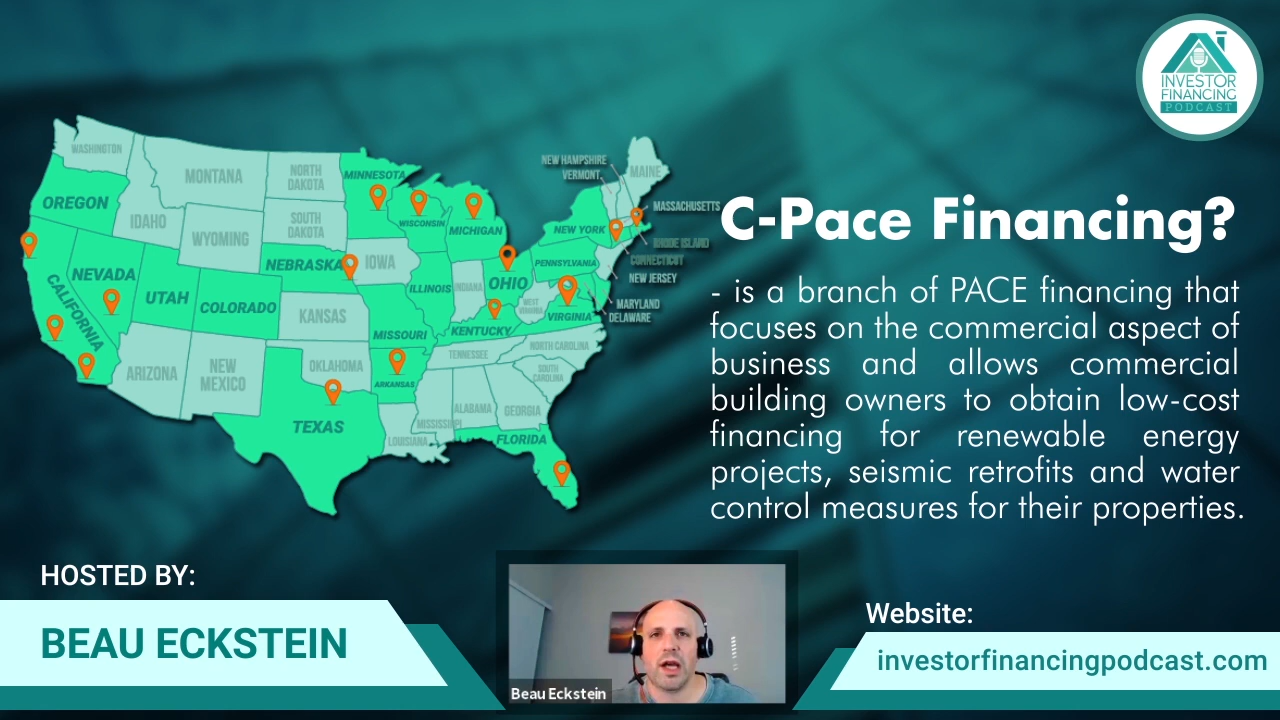 INVESTOR
FINANCING
PODCAST
WASHINGTON
MONTANA
NORTH
DAKOTA
MINNESOTA
NEW HAMPSHIRE
VERMONT
MAINE
OREGON
IDAHO
SOUTH
DAKOTA
WISCONSIN
MICHIGAN
NEW YORK
MASSACHUSETTS
WYOMING
RHODE ISLAND
CONNECTICUT
NEW JERSEY
NEVADA
NEBRASKA
IOWA
PENNSYLVANIA
UTAH
COLORADO
ILLINOIS
INDIANA
OHIO
WEST
VIRGINIA
MARYLAND
DELAWARE
CALIFORNIA
KANSAS
MISSOURI
KENTUCKY
VIRGINIA
ARIZONA
NEW
MEXICO
OKLAHOMA
ARKANSAS
TENNESSEE
NORTH CAROLINA
SOUTH
CAROLINA
TEXAS
LOUISIANA
MISSISSIPPI
ALABAMA
GEORGIA
FLORIDA
C-Pace Financing?
- is a branch of PACE financing that
focuses on the commercial aspect of
business and allows commercial
building owners to obtain low-cost
financing for renewable energy
projects, seismic retrofits and water
control measures for their properties.
HOSTED BY:
BEAU ECKSTEIN
Beau Eckstein
Website:
investorfinancingpodcast.com